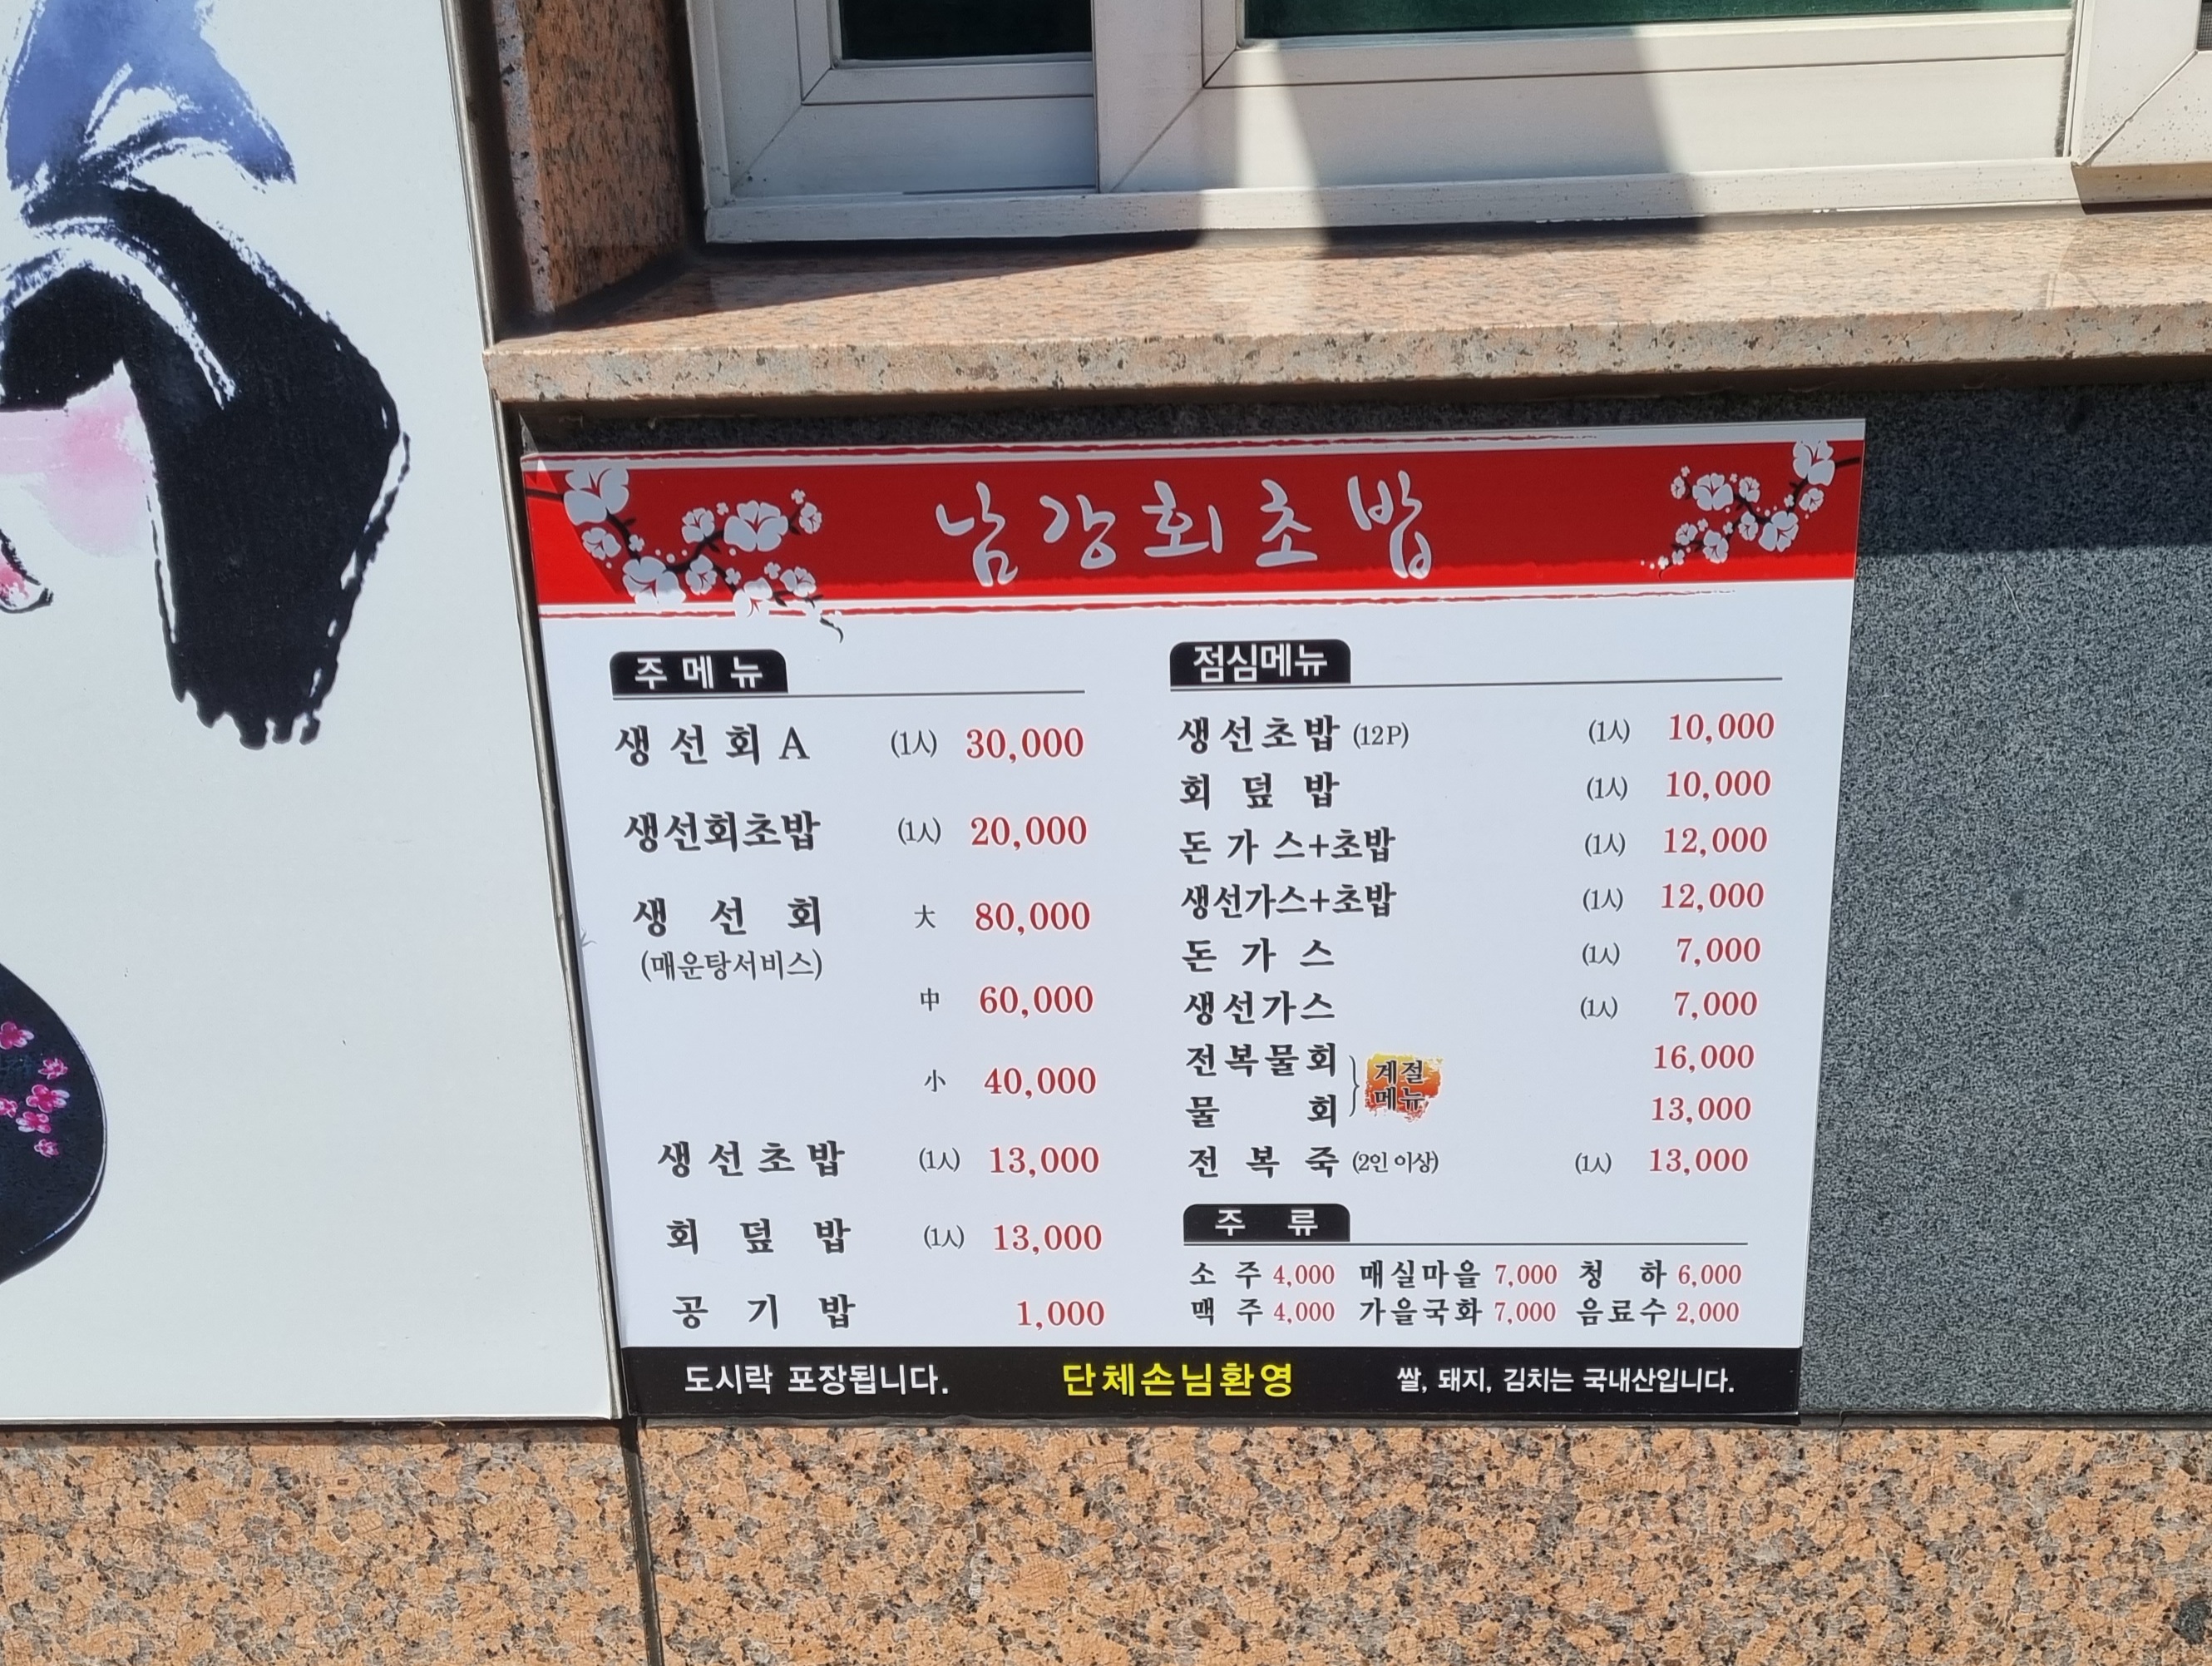 남강회초밥
주메뉴
생선회A (1人) 30,000
생선회초밥 (1人) 20,000
생선회 大 80,000
(매운탕서비스)
中 60,000
小 40,000
생선초밥 (1人) 13,000
회덮밥 (1人) 13,000
공기밥 1,000
점심메뉴
생선초밥 (12P) (1人) 10,000
회덮밥 (1人) 10,000
돈가스+초밥 (1人) 12,000
생선가스+초밥 (1人) 12,000
돈가스 (1人) 7,000
생선가스 (1人) 7,000
전복물회 16,000
물회 13,000
계절
메뉴
전복죽 (2인 이상) (1人) 13,000
주류
소주 4,000 매실마을 7,000 청하 6,000
맥주 4,000 가을국화 7,000 음료수 2,000
도시락 포장됩니다. 단체손님환영 쌀, 돼지, 김치는 국내산입니다.